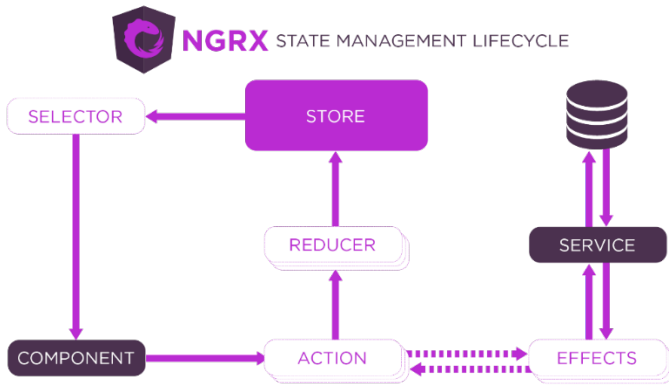 NGRX STATE MANAGEMENT LIFECYCLE
SELECTOR
STORE
REDUCER
SERVICE
COMPONENT
ACTION
EFFECTS